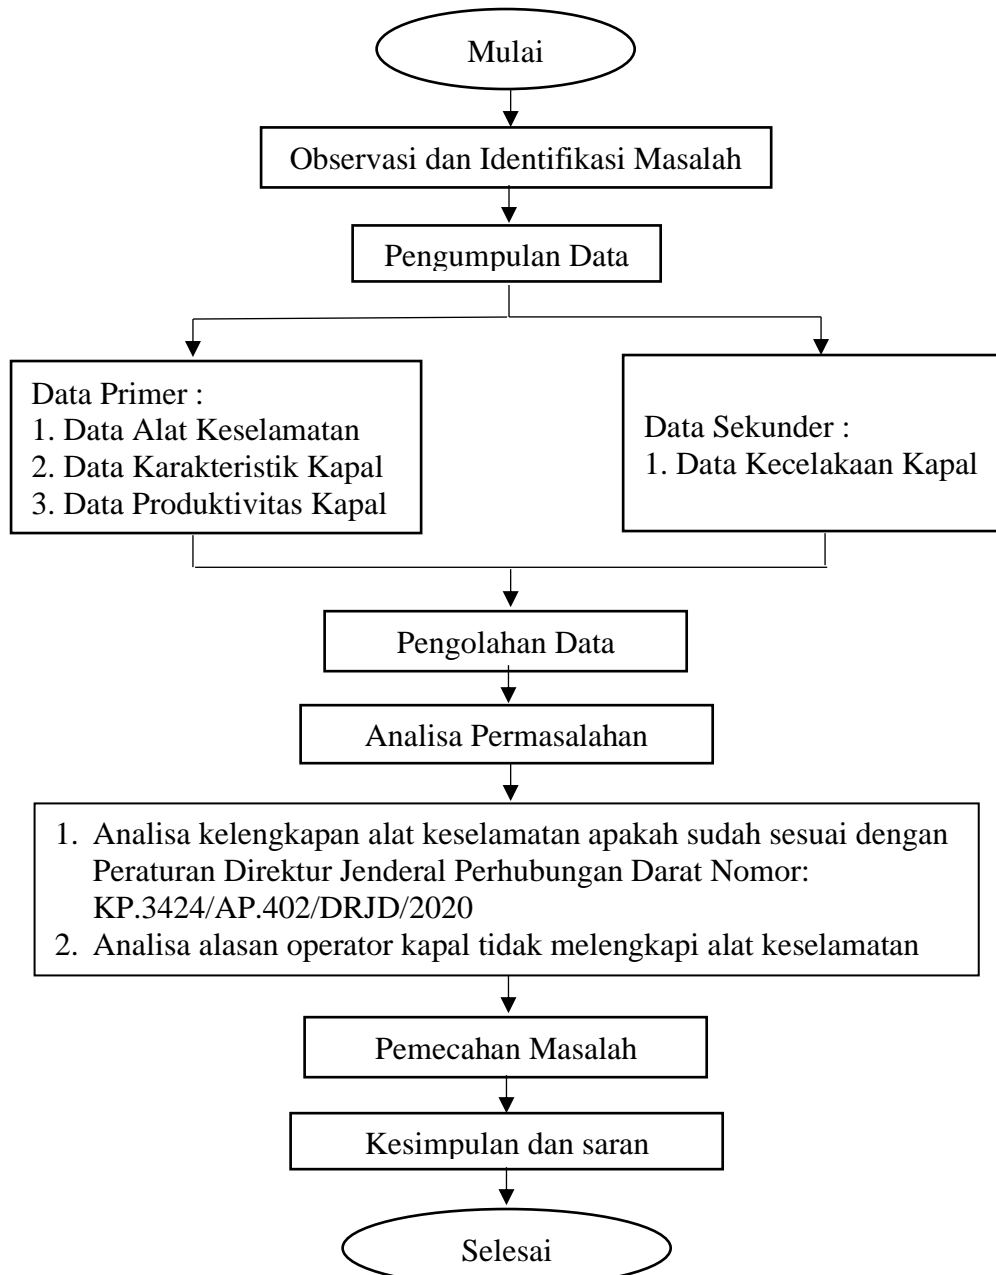 Mulai
Observasi dan Identifikasi Masalah
Pengumpulan Data
Data Primer :
1. Data Alat Keselamatan
2. Data Karakteristik Kapal
3. Data Produktivitas Kapal
Data Sekunder :
1. Data Kecelakaan Kapal
Pengolahan Data
Analisa Permasalahan
1. Analisa kelengkapan alat keselamatan apakah sudah sesuai dengan
Peraturan Direktur Jenderal Perhubungan Darat Nomor:
KP.3424/AP.402/DRJD/2020
2. Analisa alasan operator kapal tidak melengkapi alat keselamatan
Pemecahan Masalah
Kesimpulan dan saran
Selesai